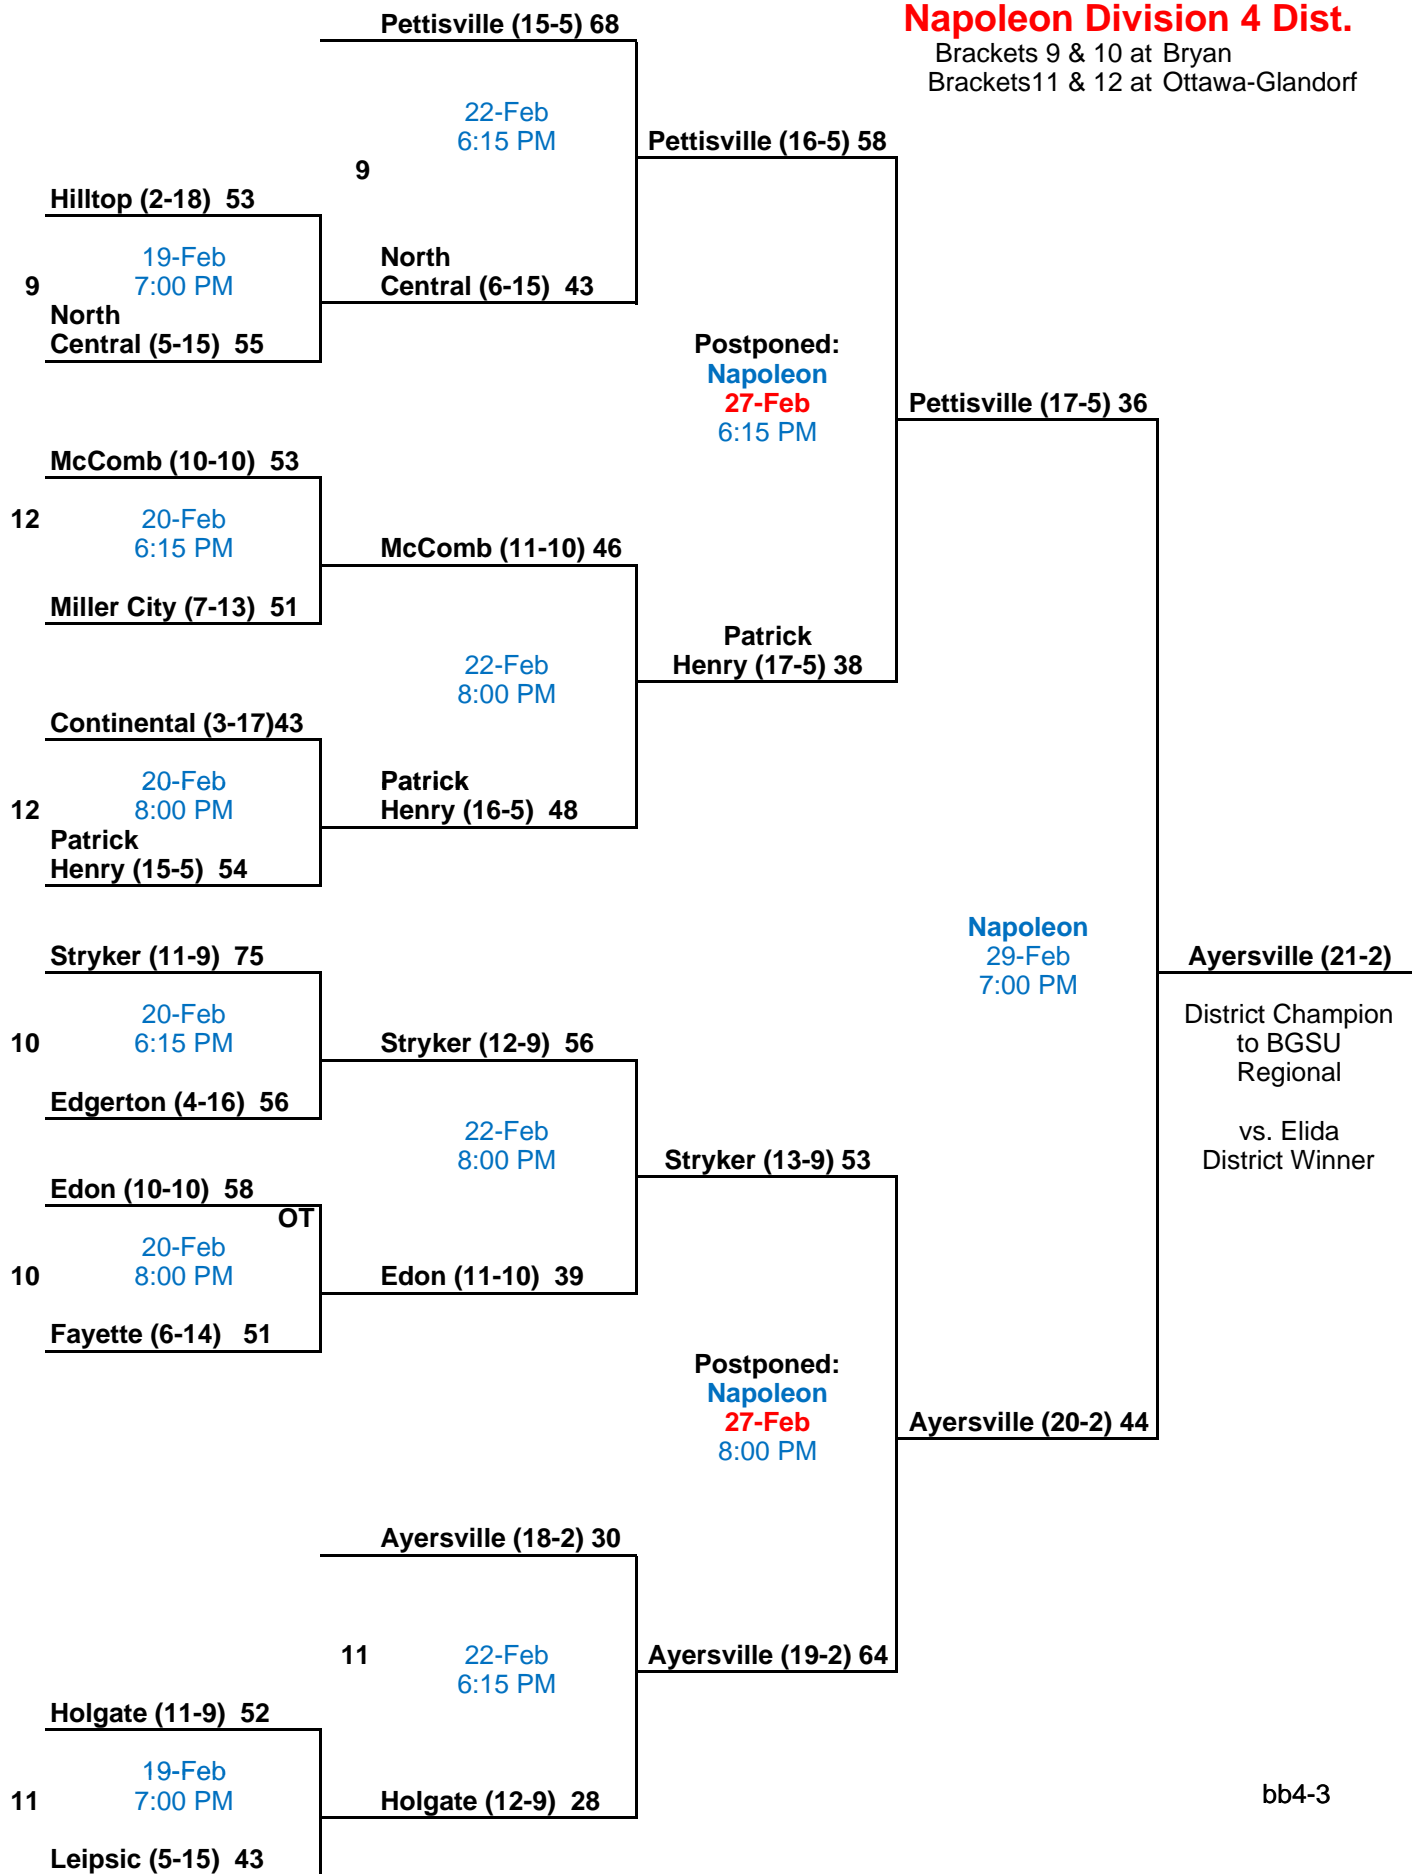 Pettisville (15-5) 68
Napoleon Division 4 Dist.
Brackets 9 & 10 at Bryan
Brackets11 & 12 at Ottawa-Glandorf
22-Feb
6:15 PM
Pettisville (16-5) 58
9
Hilltop (2-18) 53
19-Feb
7:00 PM
9
North
Central (5-15) 55
North
Central (6-15) 43
Postponed:
Napoleon
27-Feb
6:15 PM
Pettisville (17-5) 36
McComb (10-10) 53
12
20-Feb
6:15 PM
Miller City (7-13) 51
McComb (11-10) 46
22-Feb
8:00 PM
Patrick
Henry (17-5) 38
Continental (3-17)43
20-Feb
8:00 PM
12
Patrick
Henry (15-5) 54
Patrick
Henry (16-5) 48
Napoleon
29-Feb
7:00 PM
Ayersville (21-2)
District Champion
to BGSU
Regional
vs. Elida
District Winner
Stryker (11-9) 75
20-Feb
6:15 PM
10
Edgerton (4-16) 56
Stryker (12-9) 56
22-Feb
8:00 PM
Stryker (13-9) 53
Edon (10-10) 58
OT
20-Feb
8:00 PM
10
Fayette (6-14) 51
Edon (11-10) 39
Postponed:
Napoleon
27-Feb
8:00 PM
Ayersville (20-2) 44
Ayersville (18-2) 30
11
22-Feb
6:15 PM
Ayersville (19-2) 64
Holgate (11-9) 52
19-Feb
7:00 PM
11
Leipsic (5-15) 43
Holgate (12-9) 28
bb4-3